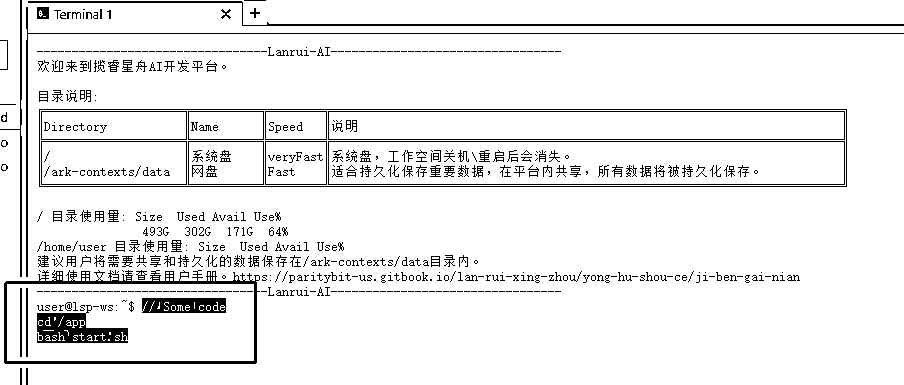 Terminal 1
--------------------------------Lanrui-AI--------------------------------
欢迎来到揽睿星舟AI开发平台。
目录说明:
Directory Name Speed 说明
/ 系统盘 veryFast 系统盘，工作空间关机\重启后会消失。
/ark-contexts/data 网盘 Fast 适合持久化保存重要数据，在平台内共享，所有数据将被持久化保存。
/ 目录使用量: Size Used Avail Use%
493G 302G 171G 64%
/home/user 目录使用量: Size Used Avail Use%
建议用户将需要共享和持久化的数据保存在/ark-contexts/data目录内。
详细使用文档请查看用户手册。https://paritybit-us.gitbook.io/lan-rui-xing-zhou/yong-hu-shou-ce/ji-ben-gai-nian
--------------------------------Lanrui-AI--------------------------------
user@lsp-ws:~$ // Some code
cd /app
bash start.sh
d
o
o